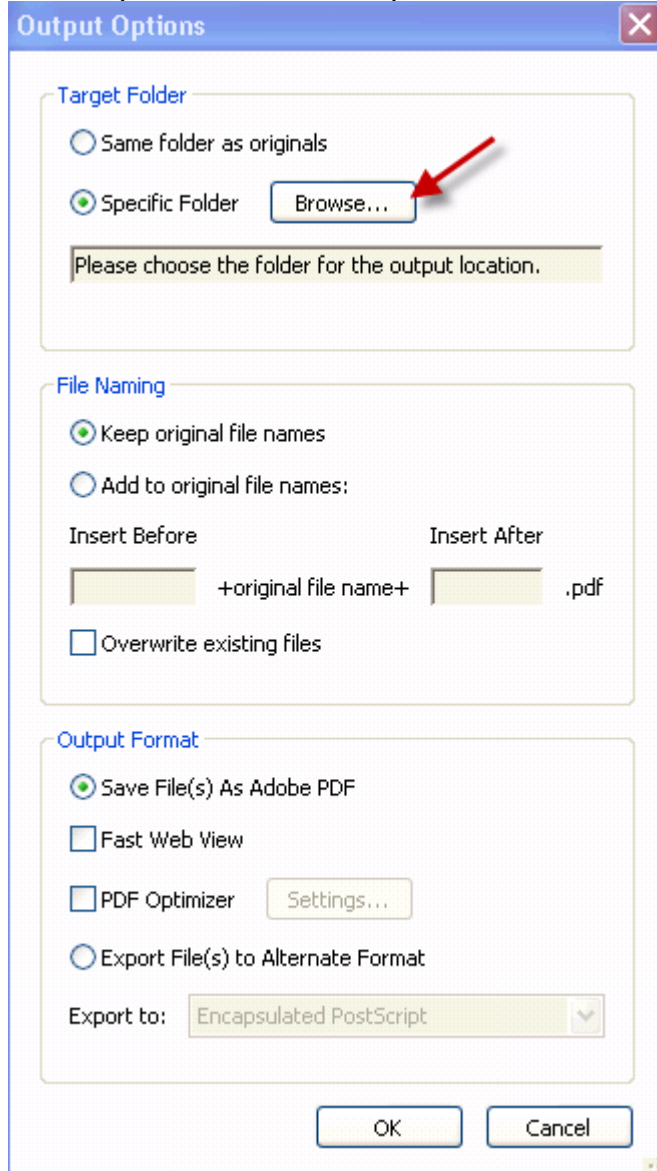 Output Options
Target Folder
Same folder as originals
Specific Folder Browse...
Please choose the folder for the output location.
File Naming
Keep original file names
Add to original file names:
Insert Before Insert After
+original file name+ .pdf
Overwrite existing files
Output Format
Save File(s) As Adobe PDF
Fast Web View
PDF Optimizer Settings...
Export File(s) to Alternate Format
Export to: Encapsulated PostScript
OK Cancel